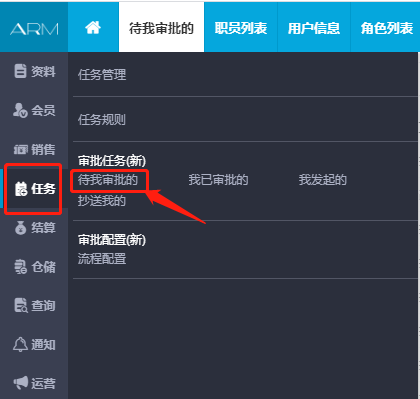 ARM 待我审批的 职员列表 用户信息 角色列表
资料
会员
销售
任务
结算
仓储
查询
通知
运营
任务管理
任务规则
审批任务(新)
待我审批的 我已审批的 我发起的
抄送我的
审批配置(新)
流程配置